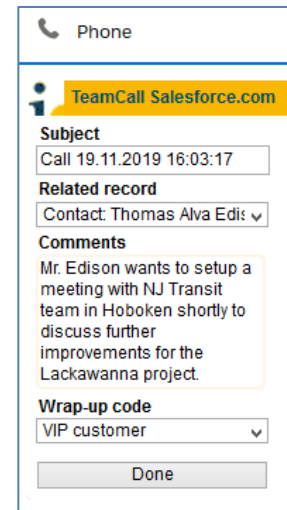 Phone
TeamCall Salesforce.com
Subject
Call 19.11.2019 16:03:17
Related record
Contact: Thomas Alva Edis
Comments
Mr. Edison wants to setup a
meeting with NJ Transit
team in Hoboken shortly to
discuss further
improvements for the
Lackawanna project.
Wrap-up code
VIP customer
Done